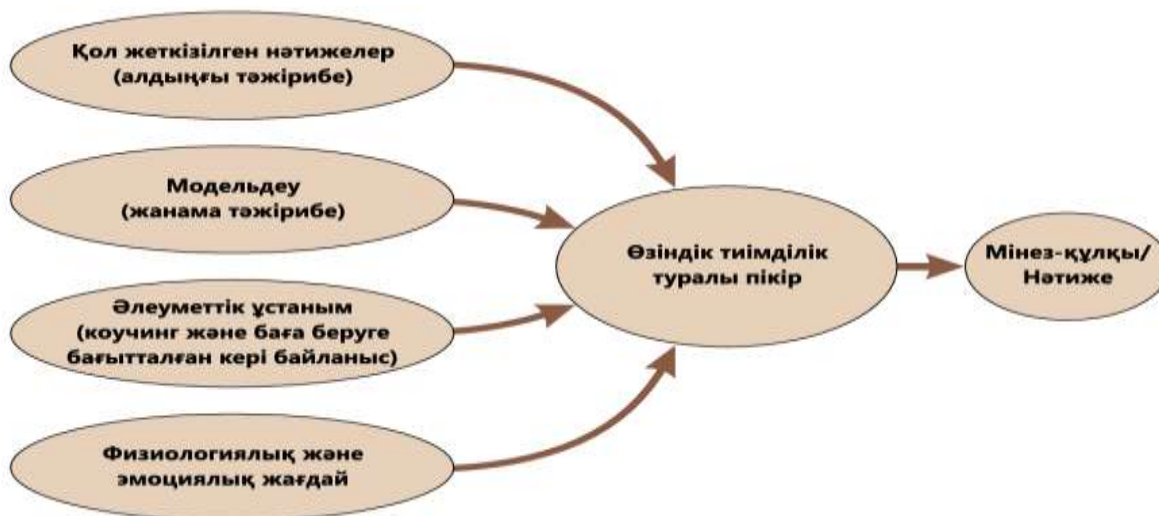 Қол жеткізілген нәтижелер
(алдыңғы тәжірибе)
Модельдеу
(жанама тәжірибе)
Әлеуметтік ұстаным
(коучинг және баға беруге
бағытталған кері байланыс)
Физиологиялық және
эмоциялық жағдай
Өзіндік тиімділік
туралы пікір
Мінез-құлқы/
Нәтиже